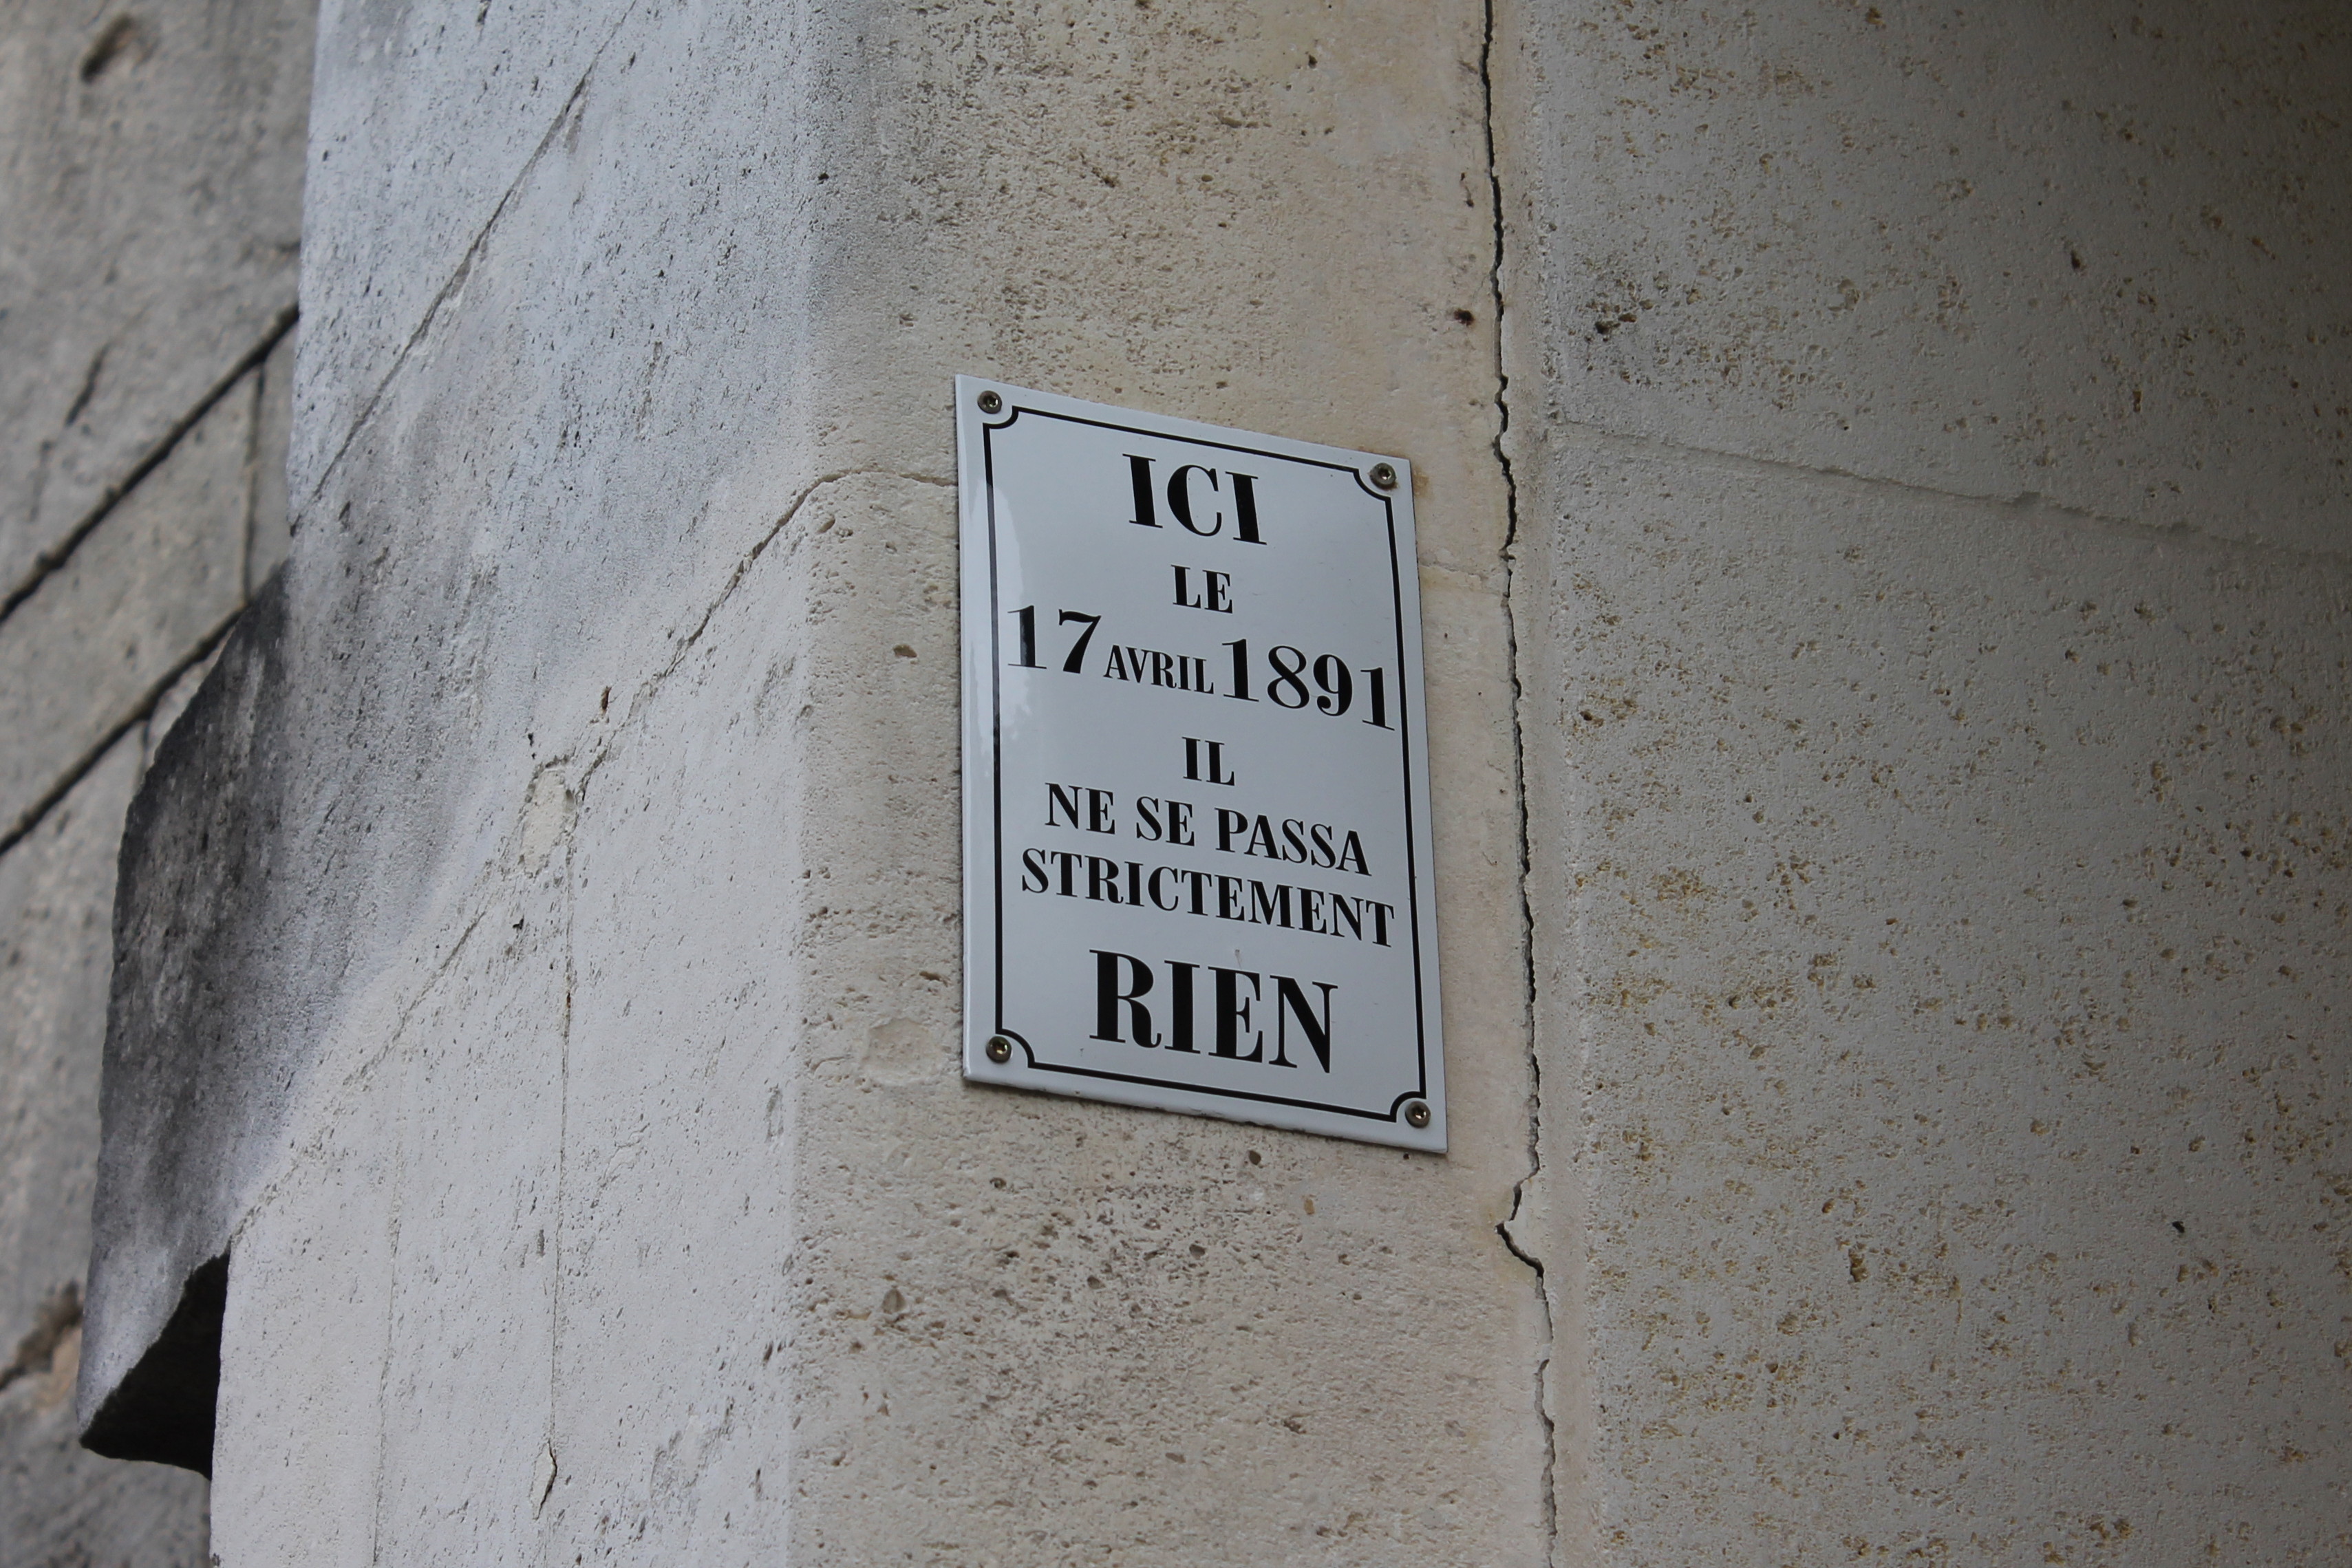 ICI
LE
17 AVRIL 1891
IL
NE SE PASSA
STRICTEMENT
RIEN